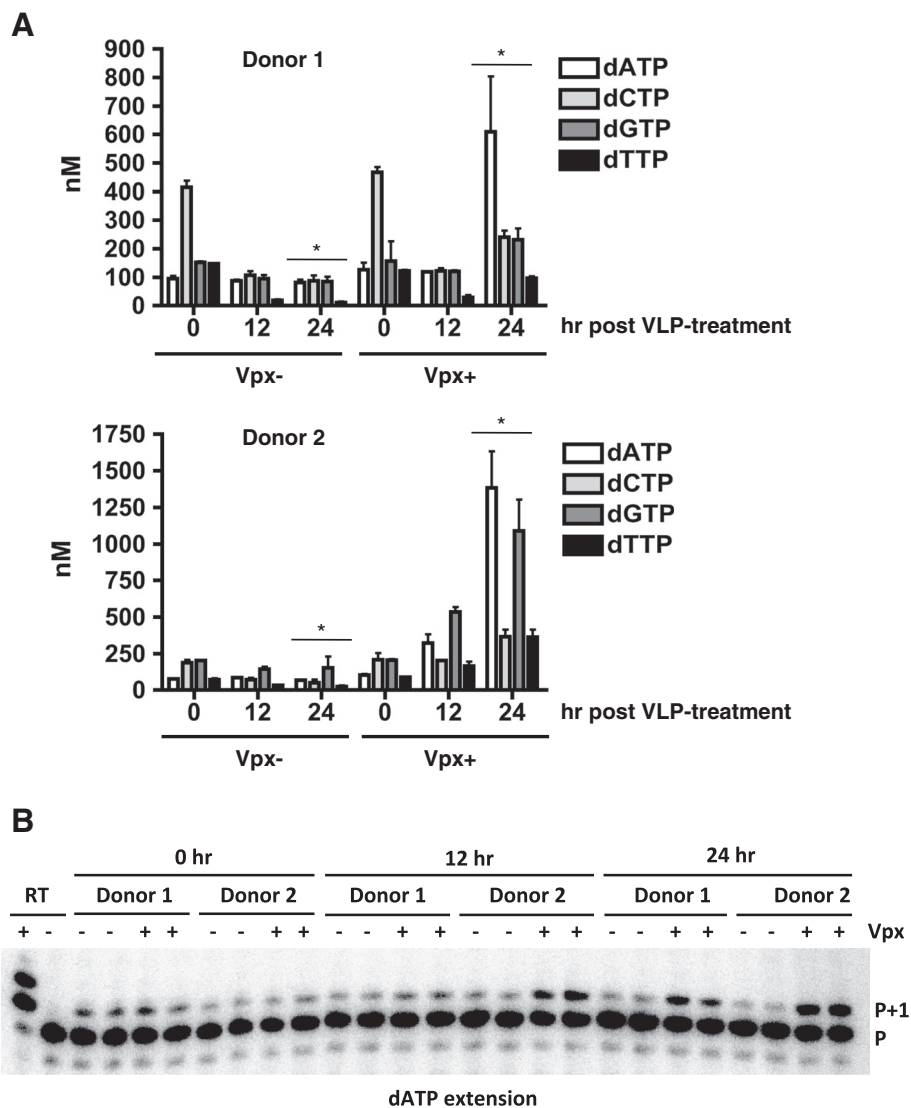 A
Donor 1
900
800
700
600
500
400
300
200
100
0
nM
*
*
dATP
dCTP
dGTP
dTTP
0 12 24 0 12 24 hr post VLP-treatment
Vpx- Vpx+
Donor 2
1750
1500
1250
1000
750
500
250
0
nM
*
*
dATP
dCTP
dGTP
dTTP
0 12 24 0 12 24 hr post VLP-treatment
Vpx- Vpx+
B
0 hr 12 hr 24 hr
RT Donor 1 Donor 2 Donor 1 Donor 2 Donor 1 Donor 2
+ - - - + + - - + + - - + + - - + + - - + + - - + + Vpx
P+1
P
dATP extension